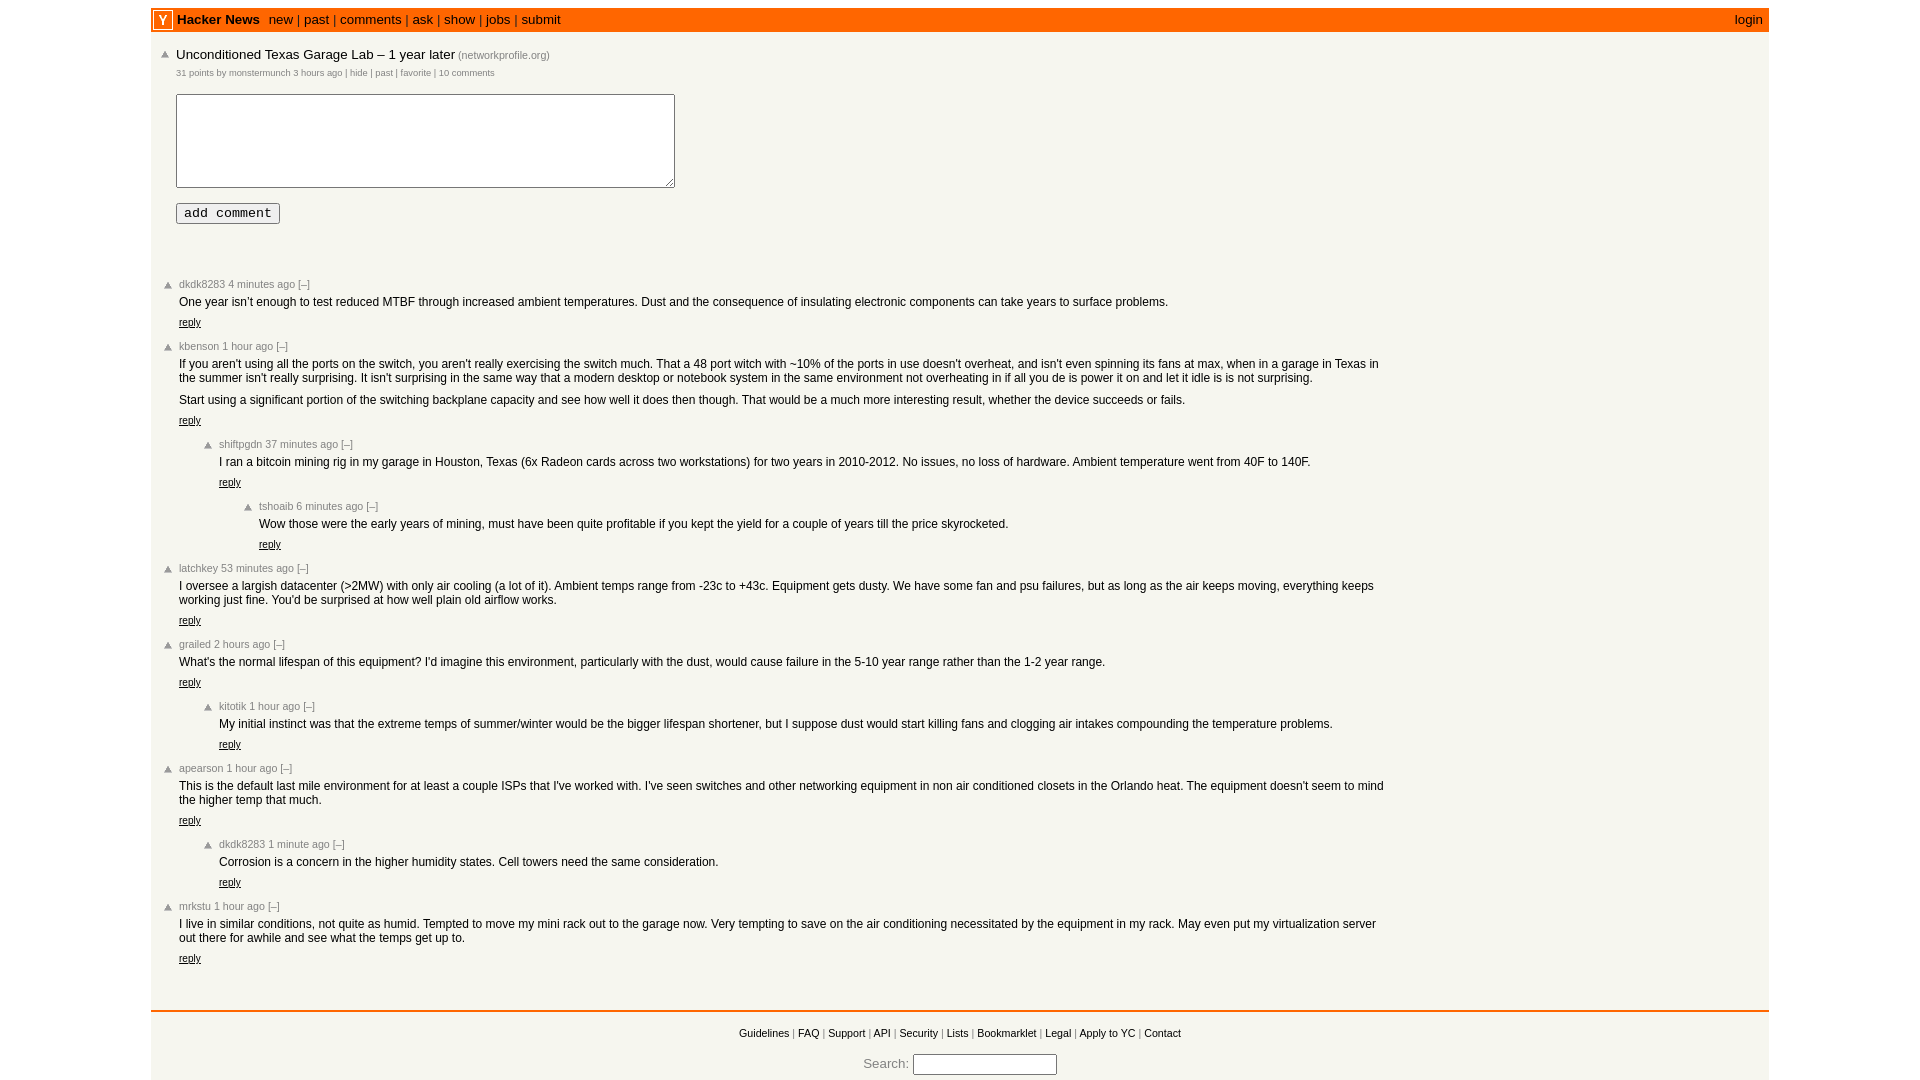 Y Hacker News new | past | comments | ask | show | jobs | submit login
Unconditioned Texas Garage Lab – 1 year later (networkprofile.org)
31 points by monstermunch 3 hours ago | hide | past | favorite | 10 comments
add comment
dkdk8283 4 minutes ago [–]
One year isn’t enough to test reduced MTBF through increased ambient temperatures. Dust and the consequence of insulating electronic components can take years to surface problems.
reply
kbenson 1 hour ago [–]
If you aren't using all the ports on the switch, you aren't really exercising the switch much. That a 48 port witch with ~10% of the ports in use doesn't overheat, and isn't even spinning its fans at max, when in a garage in Texas in
the summer isn't really surprising. It isn't surprising in the same way that a modern desktop or notebook system in the same environment not overheating in if all you de is power it on and let it idle is is not surprising.
Start using a significant portion of the switching backplane capacity and see how well it does then though. That would be a much more interesting result, whether the device succeeds or fails.
reply
shiftpgdn 37 minutes ago [–]
I ran a bitcoin mining rig in my garage in Houston, Texas (6x Radeon cards across two workstations) for two years in 2010-2012. No issues, no loss of hardware. Ambient temperature went from 40F to 140F.
reply
tshoaib 6 minutes ago [–]
Wow those were the early years of mining, must have been quite profitable if you kept the yield for a couple of years till the price skyrocketed.
reply
latchkey 53 minutes ago [–]
I oversee a largish datacenter (>2MW) with only air cooling (a lot of it). Ambient temps range from -23c to +43c. Equipment gets dusty. We have some fan and psu failures, but as long as the air keeps moving, everything keeps
working just fine. You'd be surprised at how well plain old airflow works.
reply
grailed 2 hours ago [–]
What's the normal lifespan of this equipment? I'd imagine this environment, particularly with the dust, would cause failure in the 5-10 year range rather than the 1-2 year range.
reply
kitotik 1 hour ago [–]
My initial instinct was that the extreme temps of summer/winter would be the bigger lifespan shortener, but I suppose dust would start killing fans and clogging air intakes compounding the temperature problems.
reply
apearson 1 hour ago [–]
This is the default last mile environment for at least a couple ISPs that I've worked with. I've seen switches and other networking equipment in non air conditioned closets in the Orlando heat. The equipment doesn't seem to mind
the higher temp that much.
reply
dkdk8283 1 minute ago [–]
Corrosion is a concern in the higher humidity states. Cell towers need the same consideration.
reply
mrkstu 1 hour ago [–]
I live in similar conditions, not quite as humid. Tempted to move my mini rack out to the garage now. Very tempting to save on the air conditioning necessitated by the equipment in my rack. May even put my virtualization server
out there for awhile and see what the temps get up to.
reply
Guidelines | FAQ | Support | API | Security | Lists | Bookmarklet | Legal | Apply to YC | Contact
Search: